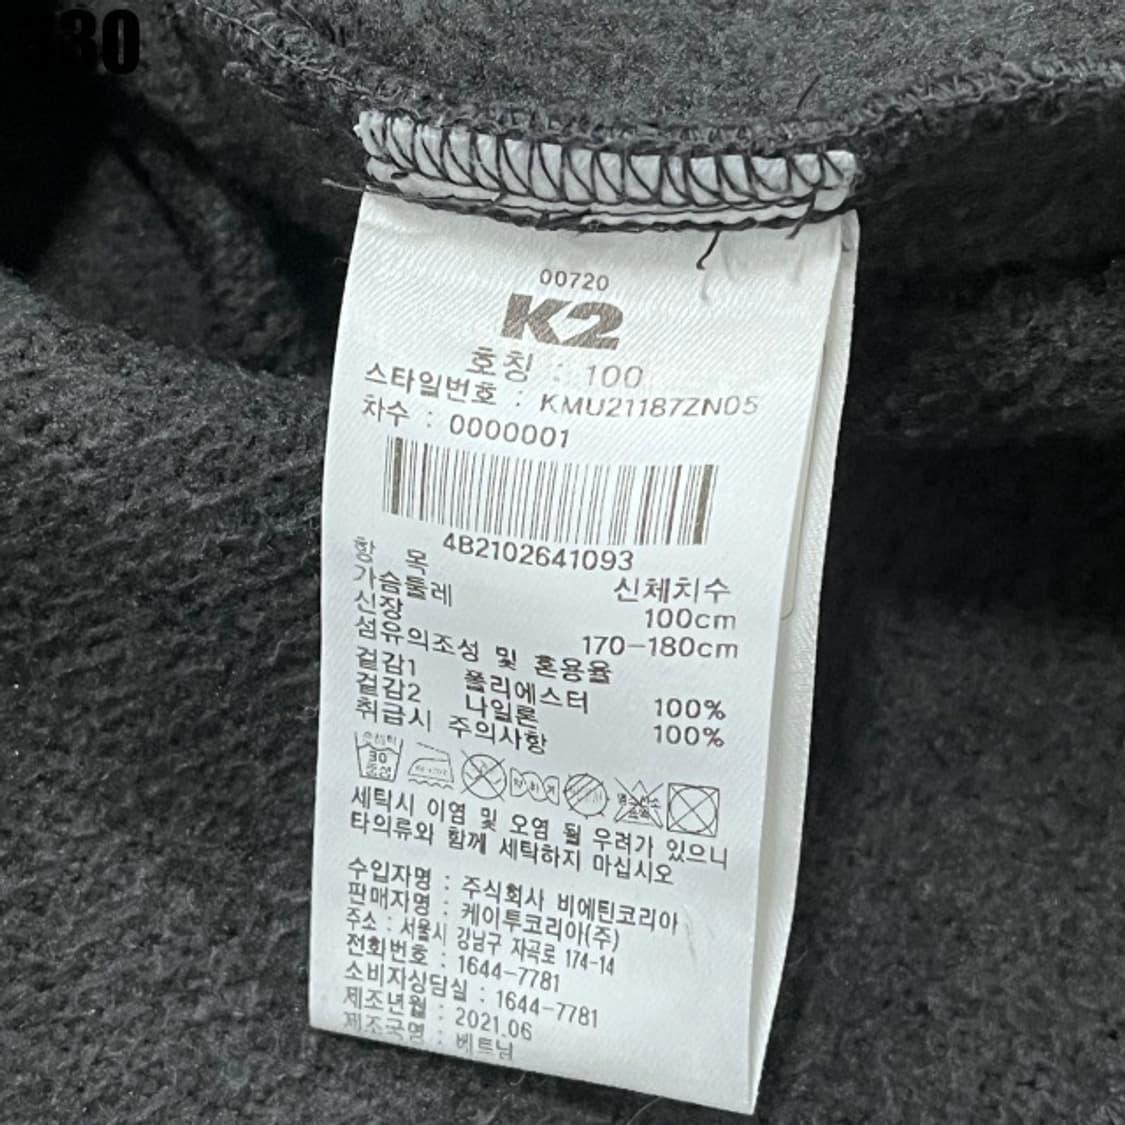 30
00720
K2
호칭 : 100
스타일번호 : KMU21187ZN05
차수 : 0000001
4B2102641093
항 목 신체치수
가슴둘레 100cm
신장 170-180cm
섬유의조성 및 혼용율
겉감1 폴리에스터 100%
겉감2 나일론 100%
취급시 주의사항
30 중성
세탁시 이염 및 오염 될 우려가 있으니
타의류와 함께 세탁하지 마십시오
수입자명 : 주식회사 비에틴코리아
판매자명 : 케이투코리아(주)
주소 : 서울시 강남구 자곡로 174-14
전화번호 : 1644-7781
소비자상담실 : 1644-7781
제조년월 : 2021.06
제조국명 : 베트남